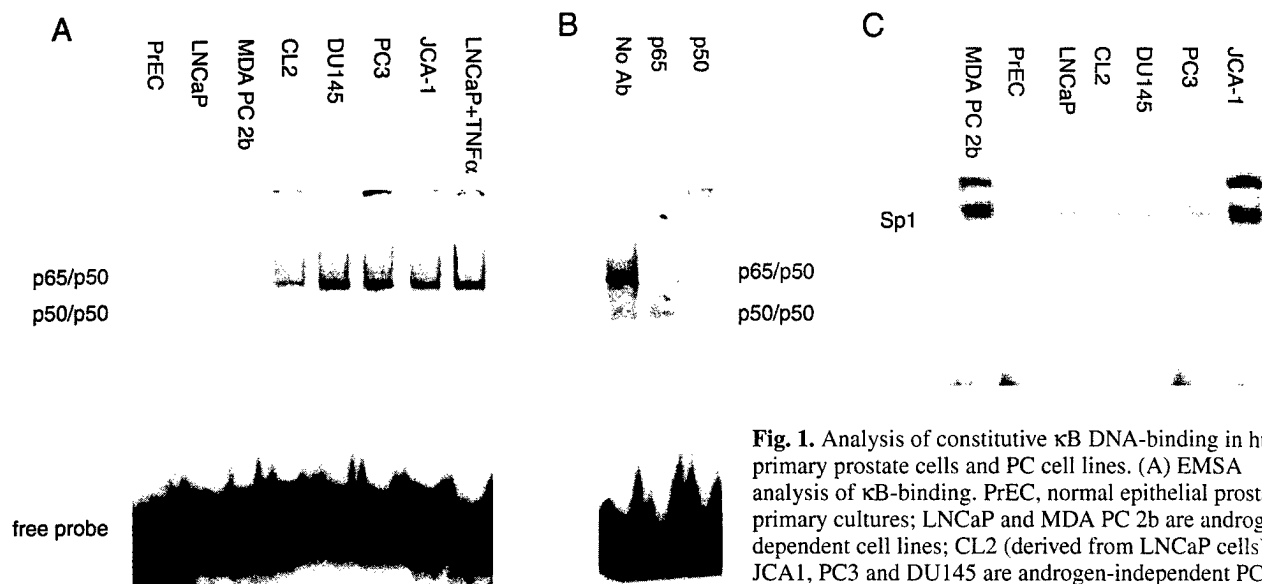 A
PrEC
LNCaP
MDA PC 2b
CL2
DU145
PC3
JCA-1
LNCaP+TNFα
p65/p50
p50/p50
free probe
B
No Ab
p65
p50
p65/p50
p50/p50
C
MDA PC 2b
PrEC
LNCaP
CL2
DU145
PC3
JCA-1
Sp1
Fig. 1. Analysis of constitutive κB DNA-binding in
primary prostate cells and PC cell lines. (A) EMSA
analysis of κB-binding. PrEC, normal epithelial
primary cultures; LNCaP and MDA PC 2b are
dependent cell lines; CL2 (derived from LNCaP cells)
JCA1, PC3 and DU145 are androgen-independent PC